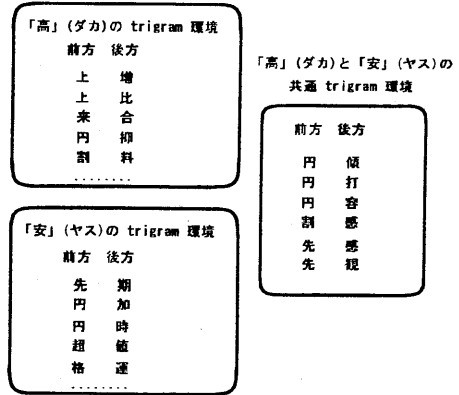 「高」(ダカ)の trigram 環境
前方 後方
上 増
上 比
来 合
円 抑
割 料
........
「安」(ヤス)の trigram 環境
前方 後方
先 期
円 加
円 時
超 値
格 運
........
「高」(ダカ)と「安」(ヤス)の
共通 trigram 環境
前方 後方
円 傾
円 打
円 容
割 感
先 感
先 観